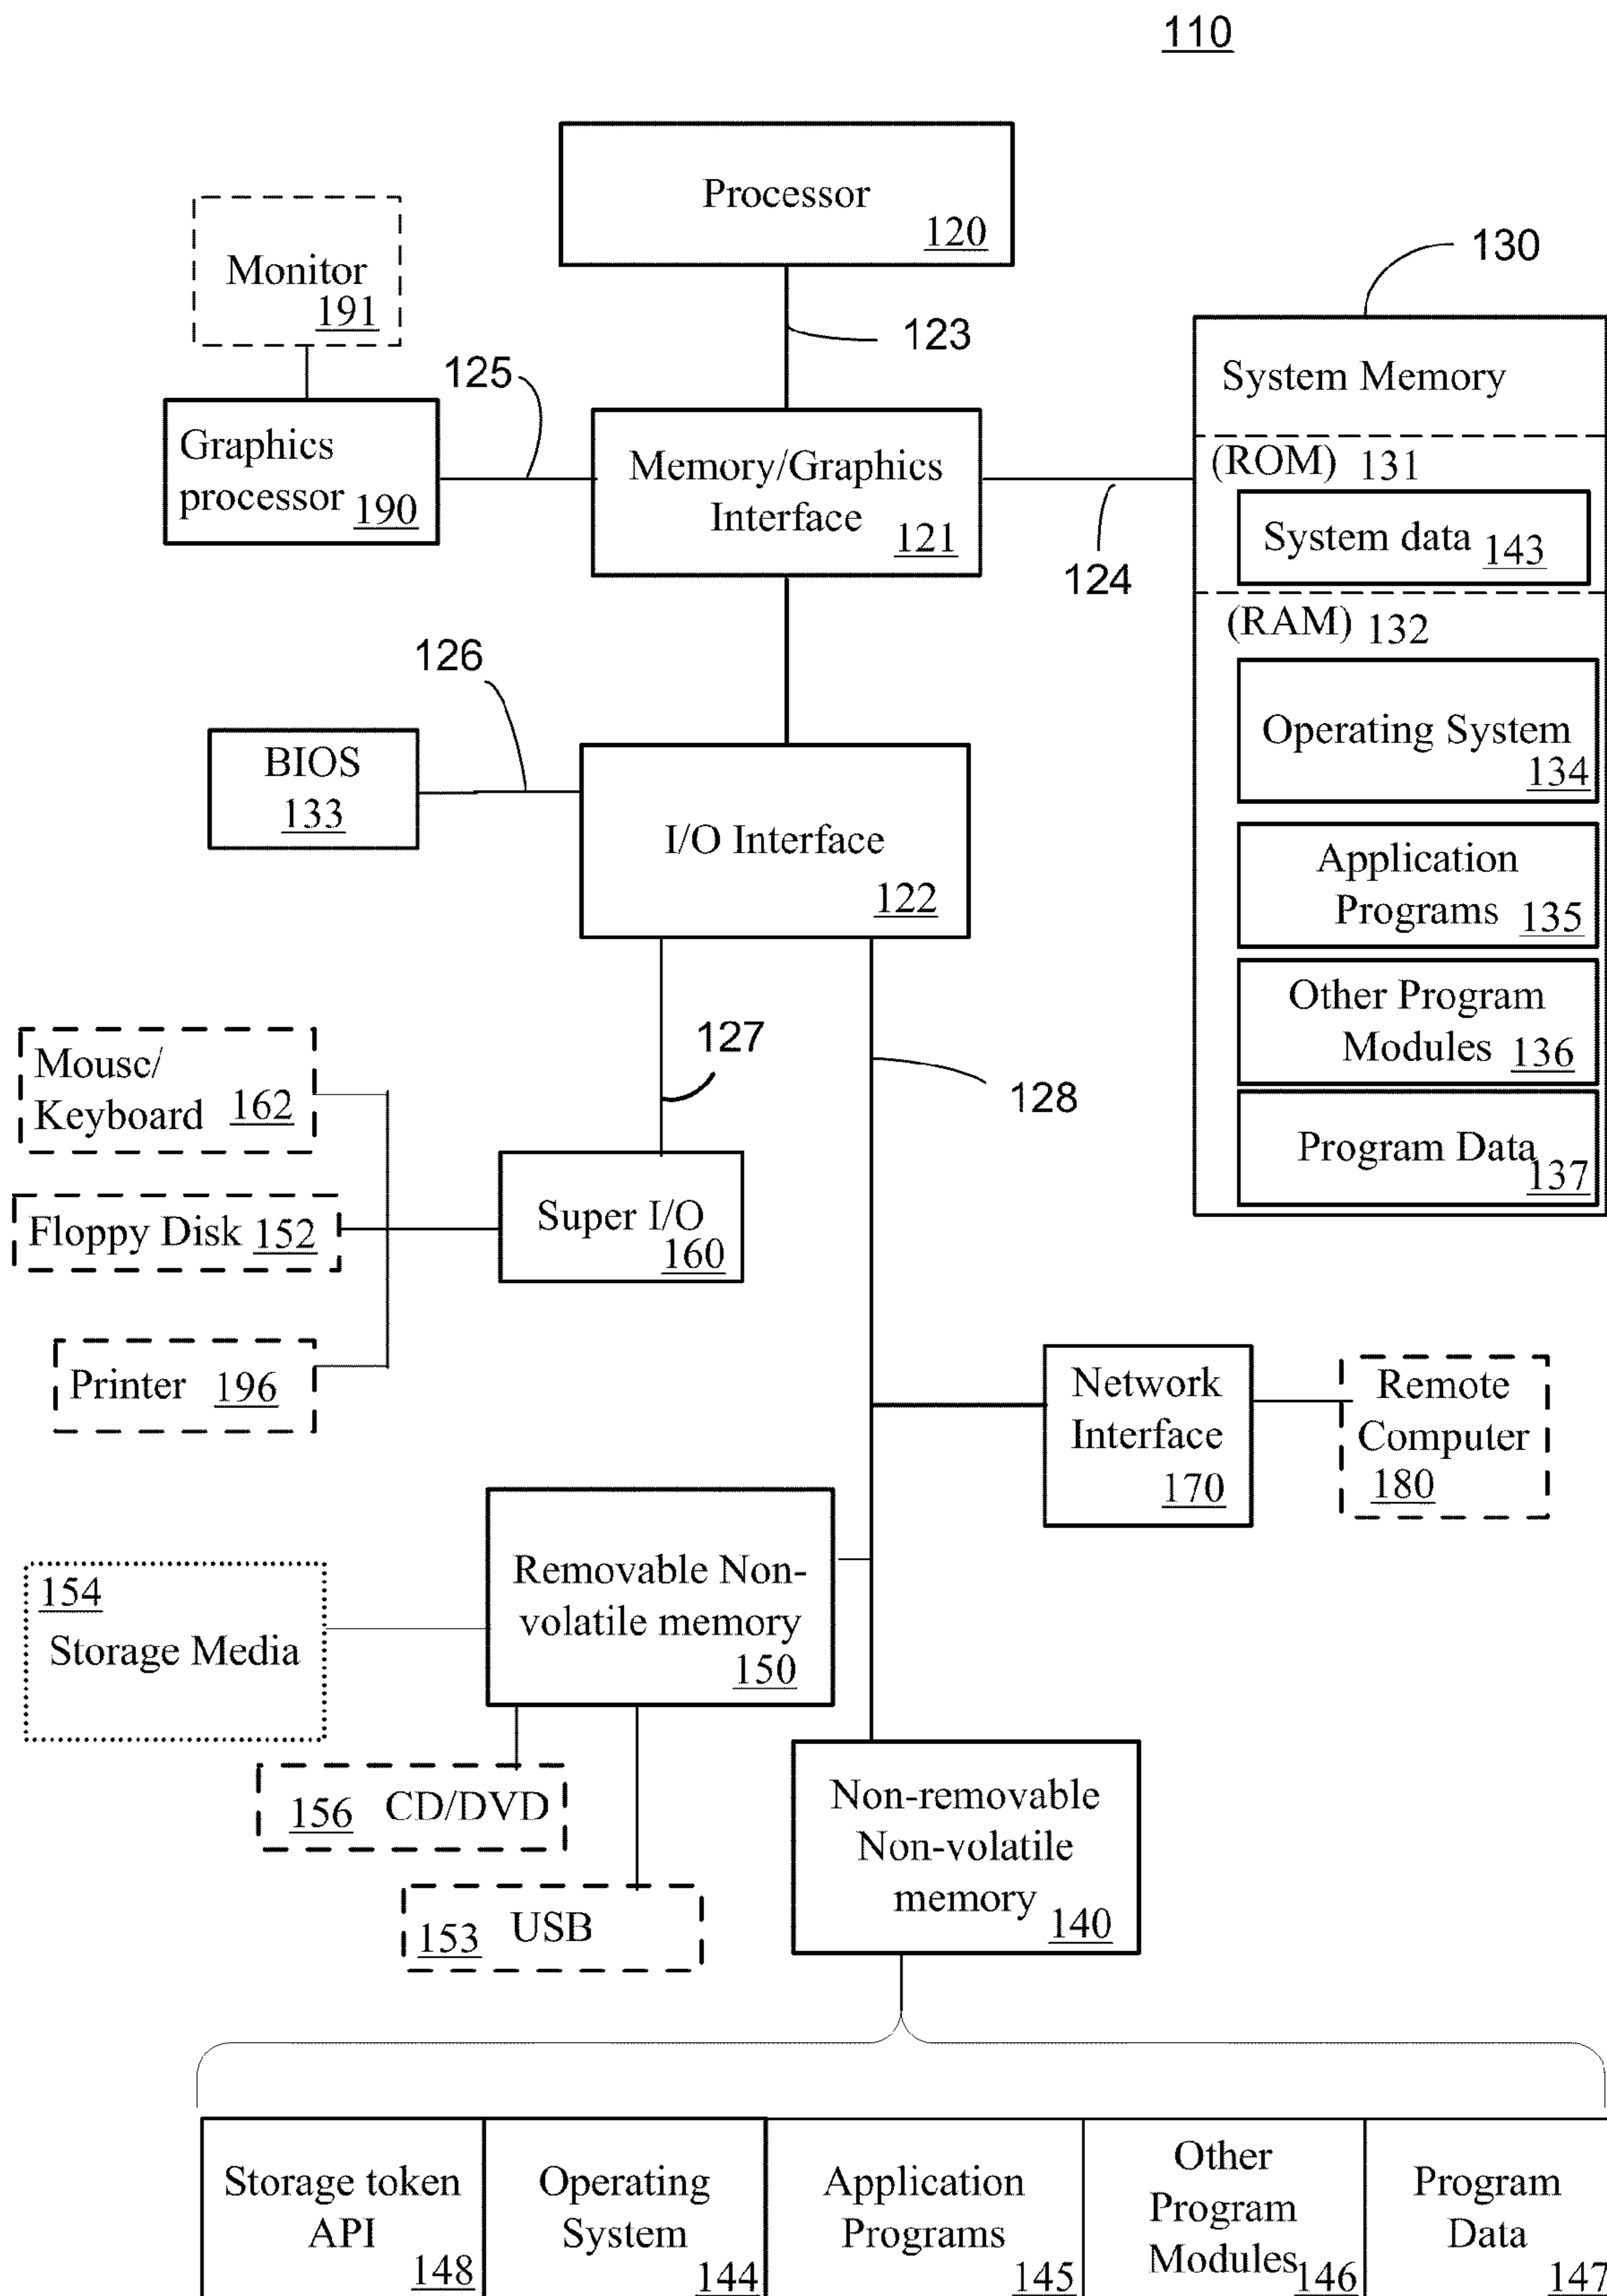 110
Processor
120
Monitor
191
130
123
125
System Memory
Graphics
processor 190
Memory/Graphics
Interface
121
(ROM) 131
System data 143
124
(RAM) 132
126
Operating System
134
BIOS
133
I/O Interface
122
Application
Programs 135
Other Program
Modules 136
127
128
Mouse/
Keyboard 162
Program Data
137
Super I/O
160
Floppy Disk 152
Printer 196
Network
Interface
170
Remote
Computer
180
Removable Non-
volatile memory
150
154
Storage Media
156 CD/DVD
Non-removable
Non-volatile
memory 140
153 USB
Storage token
API
148
Operating
System
144
Application
Programs
145
Other
Program
Modules 146
Program
Data
147